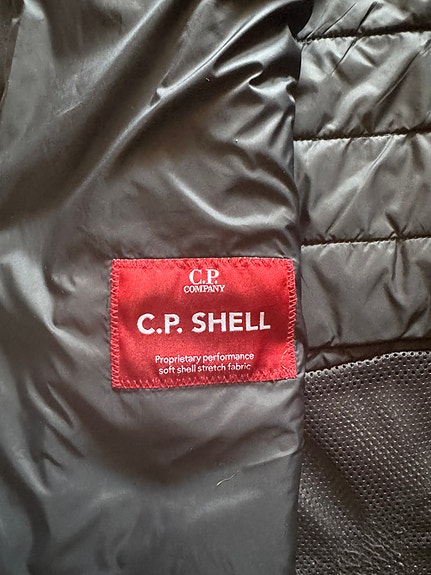 C.P.
COMPANY
C.P. SHELL
Proprietary performance
soft shell stretch fabric